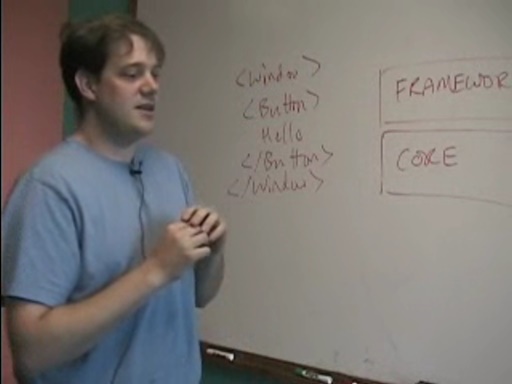 <Window>
<Button>
Hello
</Button>
</Window>
FRAMEWOR
CORE